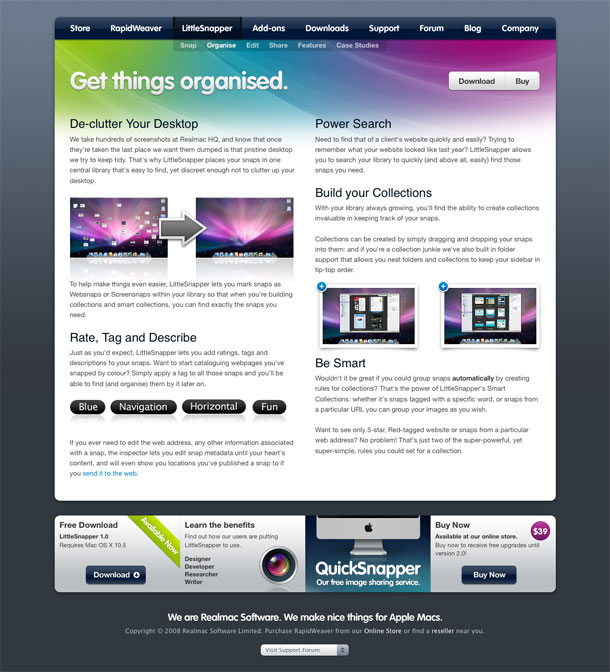 Store RapidWeaver LittleSnapper Add-ons Downloads Support Forum Blog Company
Snap Organise Edit Share Features Case Studies
Get things organised.
Download Buy
De-clutter Your Desktop
We take hundreds of screenshots at Realmac HQ, and know that once
they're taken the last place we want them dumped is that pristine desktop
we try to keep tidy. That's why LittleSnapper places your snaps in one
central library that's easy to find, yet discreet enough not to clutter up your
desktop.
To help make things even easier, LittleSnapper lets you mark snaps as
Websnaps or Screensnaps within your library so that when you're building
collections and smart collections, you can find exactly the snaps you
need.
Rate, Tag and Describe
Just as you'd expect, LittleSnapper lets you add ratings, tags and
descriptions to your snaps. Want to start cataloguing webpages you've
snapped by colour? Simply apply a tag to all those snaps and you'll be
able to find (and organise) them by it later on.
Blue Navigation Horizontal Fun
If you ever need to edit the web address, any other information associated
with a snap, the inspector lets you edit snap metadata until your heart's
content, and will even show you locations you've published a snap to if
you send it to the web.
Power Search
Need to find that of a client's website quickly and easily? Trying to
remember what your website looked like last year? LittleSnapper allows
you to search your library to quickly (and above all, easily) find those
snaps you need.
Build your Collections
With your library always growing, you'll find the ability to create collections
invaluable in keeping track of your snaps.
Collections can be created by simply dragging and dropping your snaps
into them: and if you're a collection junkie we've also built in folder
support that allows you nest folders and collectons to keep your sidebar in
tip-top order.
Be Smart
Wouldn't it be great if you could group snaps automatically by creating
rules for collections? That's the power of LittleSnapper's Smart
Collections: whether it's snaps tagged with a specific word, or snaps from
a particular URL you can group your images as you wish.
Want to see only 5-star, Red-tagged website or snaps from a particular
web address? No problem! That's just two of the super-powerful, yet
super-simple, rules you could set for a collection.
Free Download
LittleSnapper 1.0
Requires Mac OS X 10.5
Available Now
Download
Learn the benefits
Find out how our users are putting
LittleSnapper to use.
Designer
Developer
Researcher
Writer
QuickSnapper
Our free image sharing service.
Buy Now
Available at our online store.
Buy now to receive free upgrades until
version 2.0!
$39
Buy Now
We are Realmac Software. We make nice things for Apple Macs.
Copyright © 2008 Realmac Software Limited. Purchase RapidWeaver from our Online Store or find a reseller near you.
Visit Support Forum